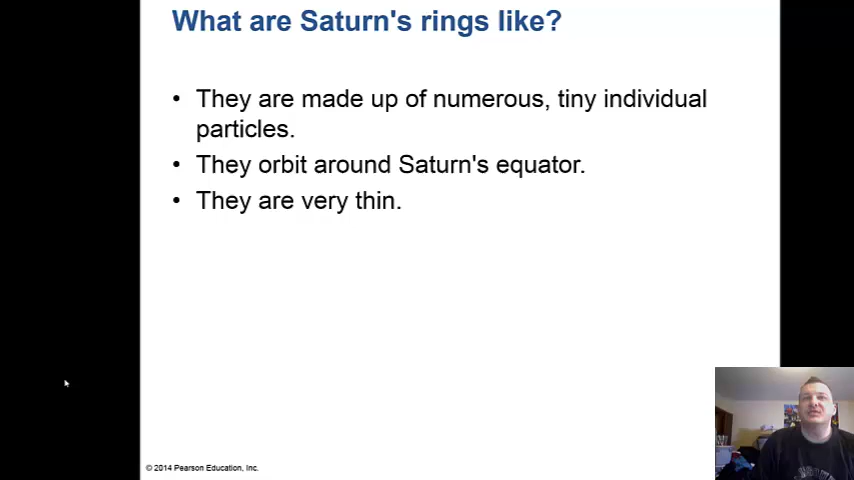 What are Saturn's rings like?
• They are made up of numerous, tiny individual
particles.
• They orbit around Saturn's equator.
• They are very thin.
© 2014 Pearson Education, Inc.